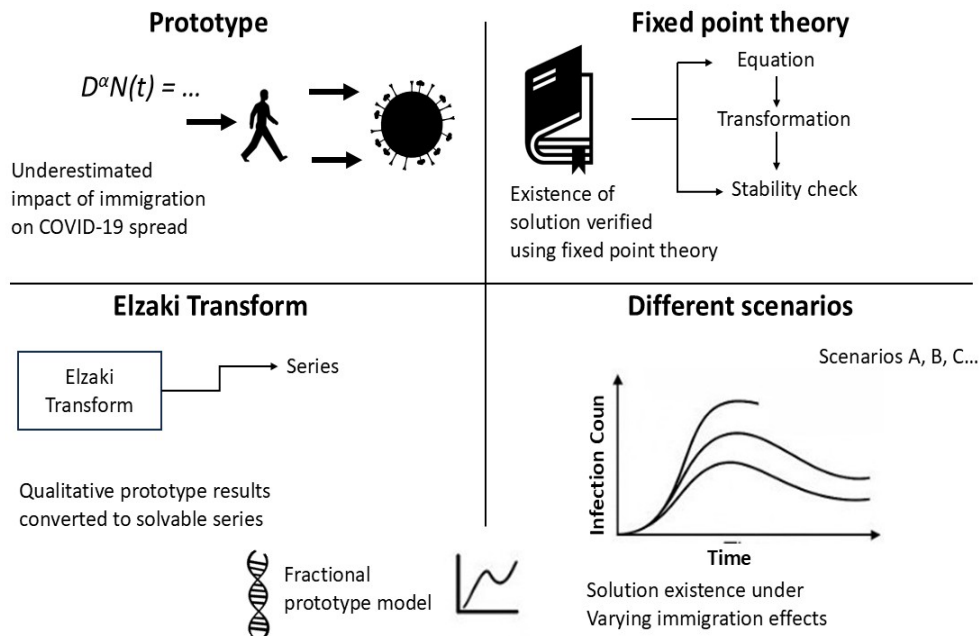 Prototype
DᵅN(t) = ...
Underestimated
impact of immigration
on COVID-19 spread
Fixed point theory
Equation
Transformation
Stability check
Existence of
solution verified
using fixed point theory
Elzaki Transform
Elzaki
Transform
Series
Qualitative prototype results
converted to solvable series
Fractional
prototype model
Different scenarios
Scenarios A, B, C...
Infection Coun
Time
Solution existence under
Varying immigration effects